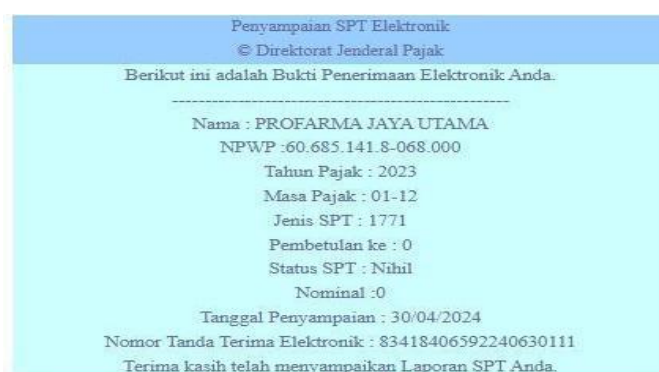 Penyampaian SPT Elektronik
© Direktorat Jenderal Pajak
Berikut ini adalah Bukti Penerimaan Elektronik Anda.
----------------------------------------------------
Nama : PROFARMA JAYA UTAMA
NPWP :60.685.141.8-068.000
Tahun Pajak : 2023
Masa Pajak : 01-12
Jenis SPT : 1771
Pembetulan ke : 0
Status SPT : Nihil
Nominal :0
Tanggal Penyampaian : 30/04/2024
Nomor Tanda Terima Elektronik : 83418406592240630111
Terima kasih telah menyampaikan Laporan SPT Anda.